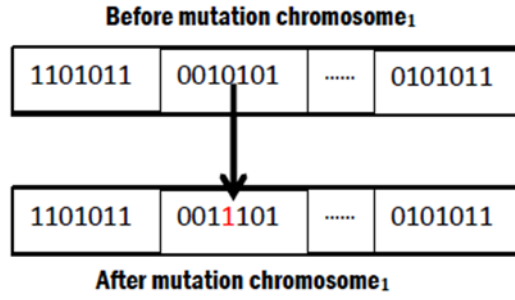 Before mutation chromosome₁
1101011 0010101 ...... 0101011
1101011 0011101 ...... 0101011
After mutation chromosome₁